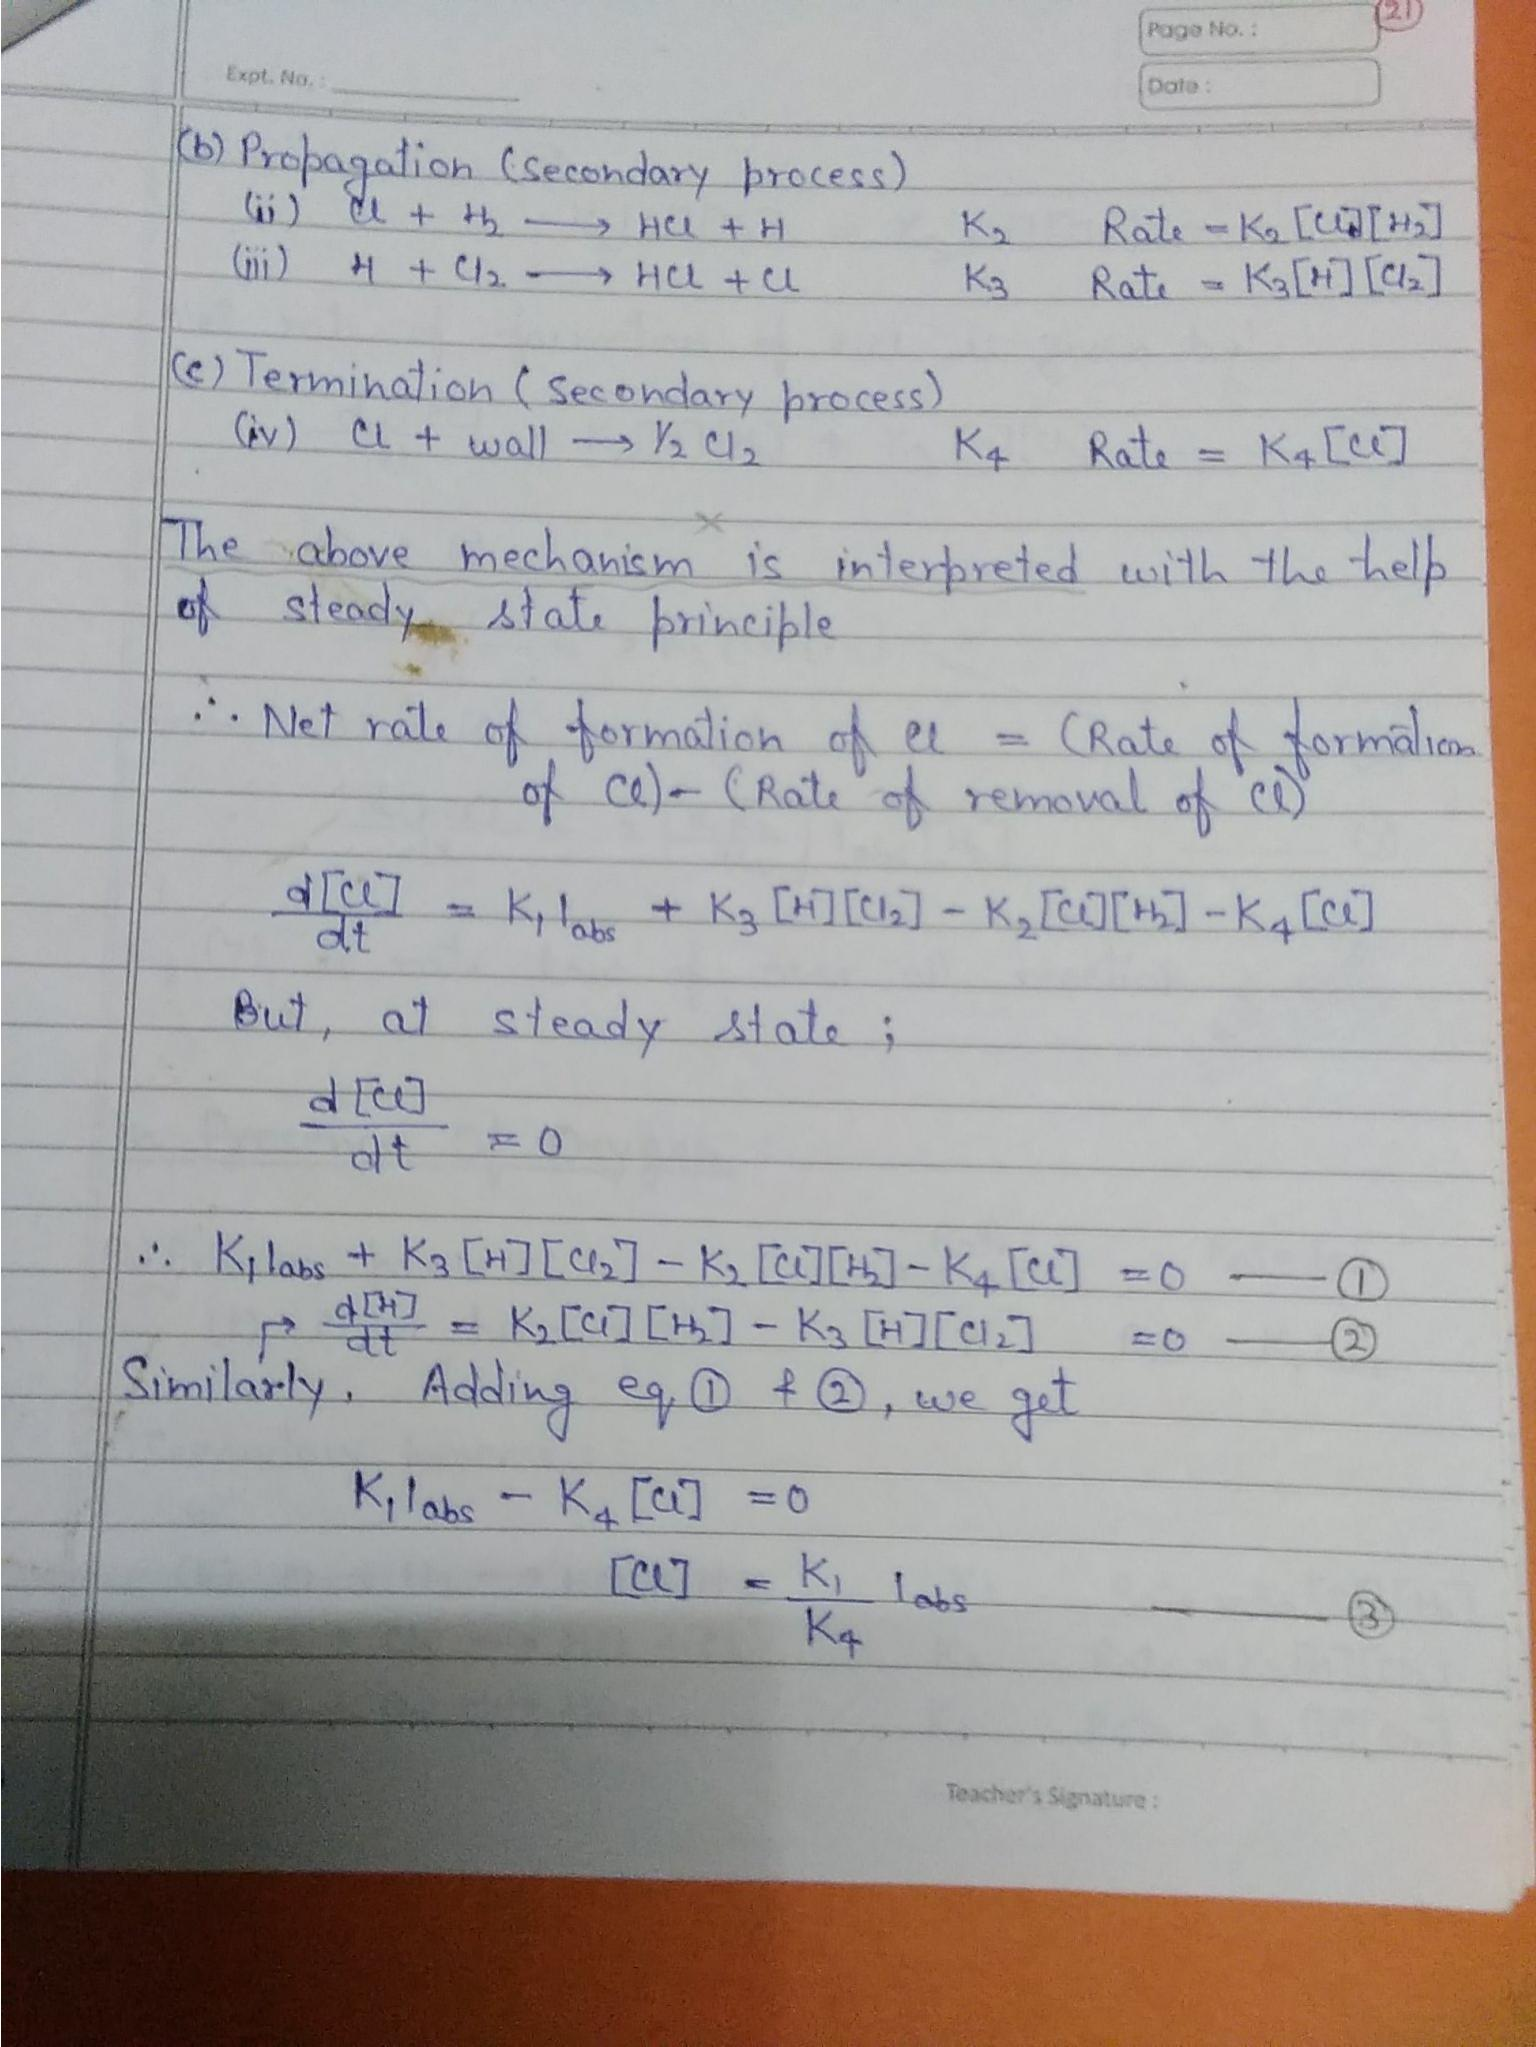 21
Page No. :
Expt. No. :
Date :
(b) Propagation (secondary process)
(ii) Cl + H₂ ⟶ HCl + H K₂ Rate = K₂ [Cl] [H₂]
(iii) H + Cl₂ ⟶ HCl + Cl K₃ Rate = K₃ [H] [Cl₂]
(c) Termination (secondary process)
(iv) Cl + wall → ½ Cl₂ K₄ Rate = K₄ [Cl]
×
The above mechanism is interpreted with the help
of steady state principle
∴ Net rate of formation of Cl = (Rate of formation
of Cl) – (Rate of removal of Cl)
d[Cl]/dt = K₁ Iabs + K₃ [H] [Cl₂] – K₂ [Cl] [H₂] – K₄ [Cl]
But, at steady state ;
d[Cl]/dt = 0
∴ K₁ Iabs + K₃ [H] [Cl₂] – K₂ [Cl] [H₂] – K₄ [Cl] = 0 — ①
→ d[H]/dt = K₂ [Cl] [H₂] – K₃ [H] [Cl₂] = 0 — ②
Similarly, Adding eq ① & ②, we get
K₁ Iabs – K₄ [Cl] = 0
[Cl] = K₁/K₄ Iabs — ③
Teacher's Signature :